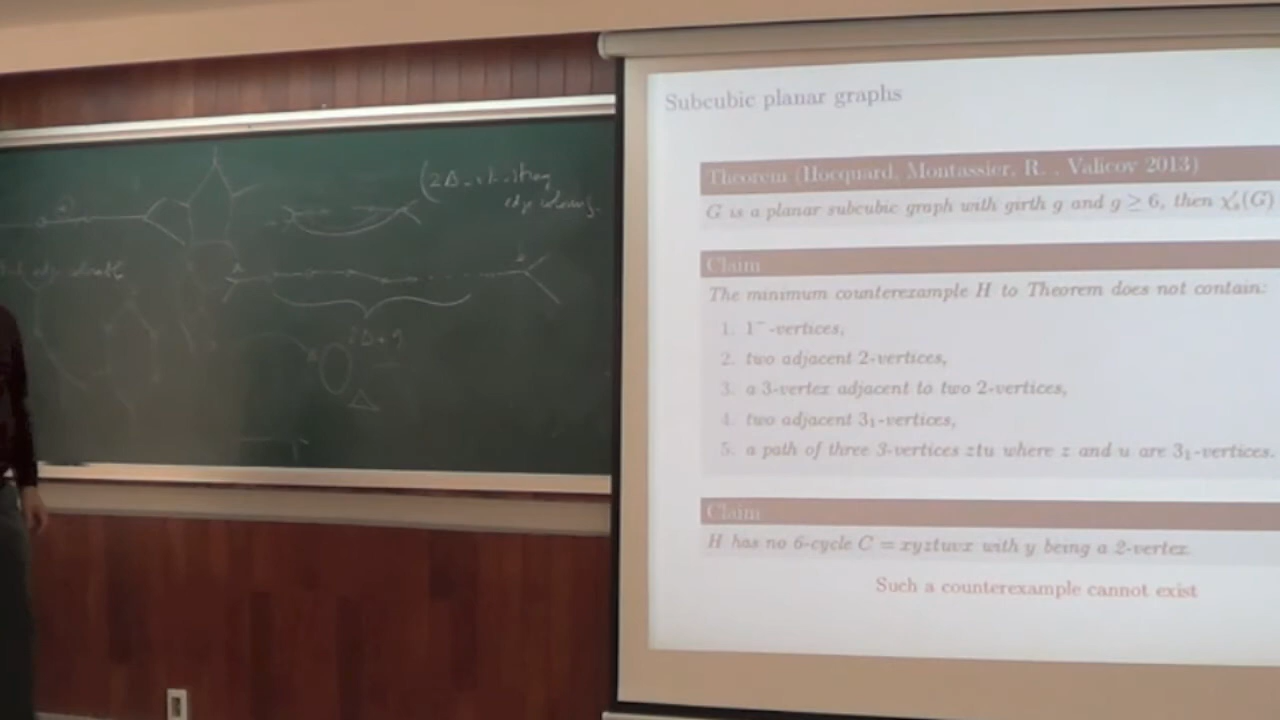 (2Δ
edge
Δ
Subcubic planar graphs
Theorem (Hocquard, Montassier, R. , Valicov 2013)
G is a planar subcubic graph with girth g and g ≥ 6, then χ′ₛ(G)
Claim
The minimum counterexample H to Theorem does not contain:
1. 1⁻-vertices,
2. two adjacent 2-vertices,
3. a 3-vertex adjacent to two 2-vertices,
4. two adjacent 3₁-vertices,
5. a path of three 3-vertices ztu where z and u are 3₁-vertices.
Claim
H has no 6-cycle C = xyztuvx with y being a 2-vertex.
Such a counterexample cannot exist